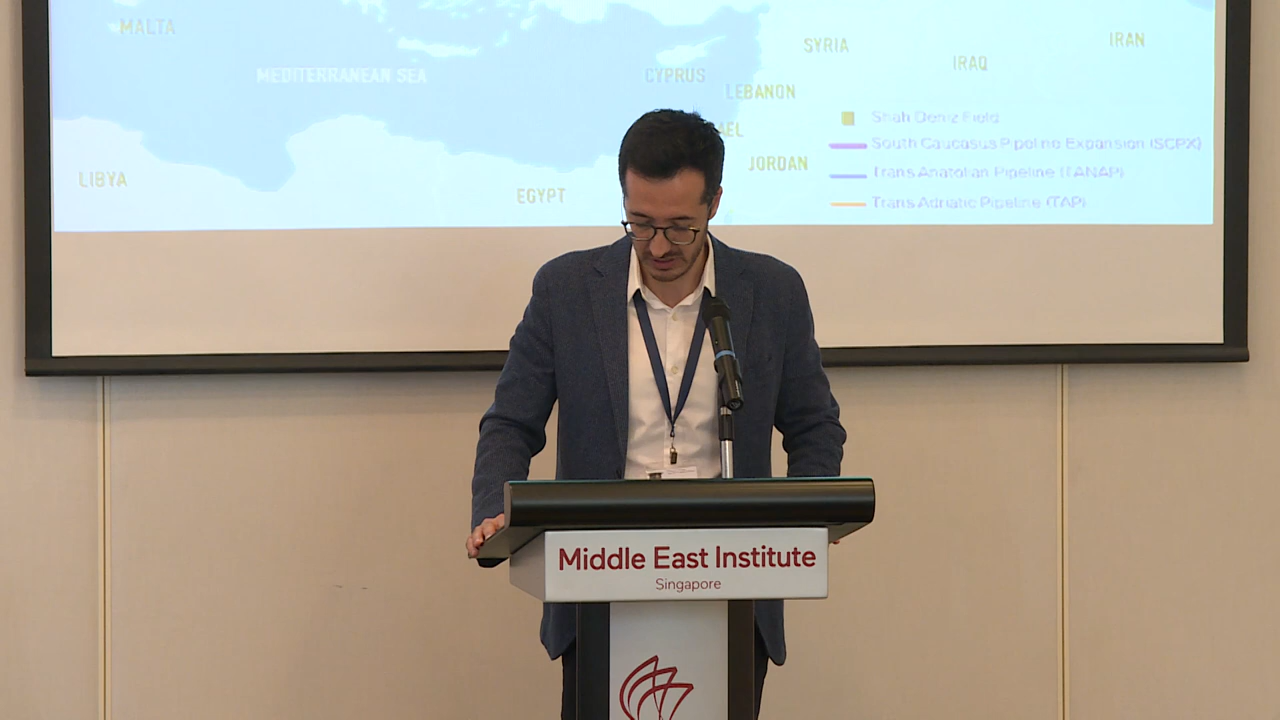 MALTA
SYRIA
IRAN
IRAQ
MEDITERRANEAN SEA
CYPRUS
LEBANON
AEL
JORDAN
LIBYA
EGYPT
Shah Deniz Field
South Caucasus Pipeline Expansion (SCPX)
Trans Anatolian Pipeline (TANAP)
Trans Adriatic Pipeline (TAP)
Middle East Institute
Singapore